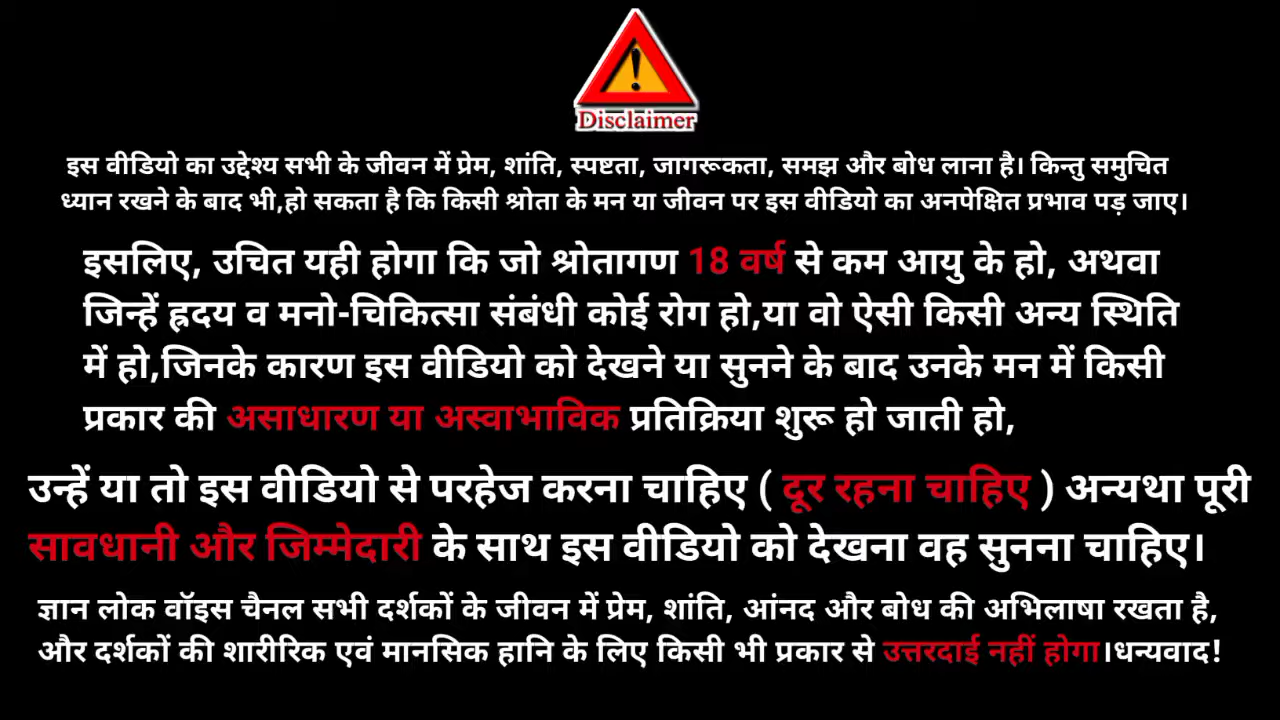 Disclaimer
इस वीडियो का उद्देश्य सभी के जीवन में प्रेम, शांति, स्पष्टता, जागरूकता, समझ और बोध लाना है। किन्तु समुचित
ध्यान रखने के बाद भी,हो सकता है कि किसी श्रोता के मन या जीवन पर इस वीडियो का अनपेक्षित प्रभाव पड़ जाए।
इसलिए, उचित यही होगा कि जो श्रोतागण 18 वर्ष से कम आयु के हो, अथवा
जिन्हें ह्रदय व मनो-चिकित्सा संबंधी कोई रोग हो,या वो ऐसी किसी अन्य स्थिति
में हो,जिनके कारण इस वीडियो को देखने या सुनने के बाद उनके मन में किसी
प्रकार की असाधारण या अस्वाभाविक प्रतिक्रिया शुरू हो जाती हो,
उन्हें या तो इस वीडियो से परहेज करना चाहिए ( दूर रहना चाहिए ) अन्यथा पूरी
सावधानी और जिम्मेदारी के साथ इस वीडियो को देखना वह सुनना चाहिए।
ज्ञान लोक वॉइस चैनल सभी दर्शकों के जीवन में प्रेम, शांति, आंनद और बोध की अभिलाषा रखता है,
और दर्शकों की शारीरिक एवं मानसिक हानि के लिए किसी भी प्रकार से उत्तरदाई नहीं होगा।धन्यवाद!